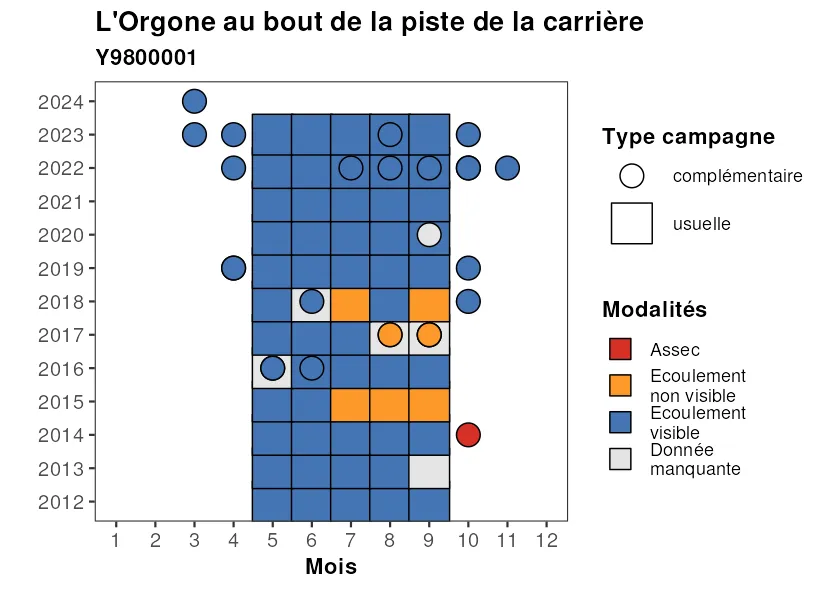 L'Orgone au bout de la piste de la carrière
Y9800001
2024
2023
2022
2021
2020
2019
2018
2017
2016
2015
2014
2013
2012
1 2 3 4 5 6 7 8 9 10 11 12
Mois
Type campagne
complémentaire
usuelle
Modalités
Assec
Ecoulement
non visible
Ecoulement
visible
Donnée
manquante